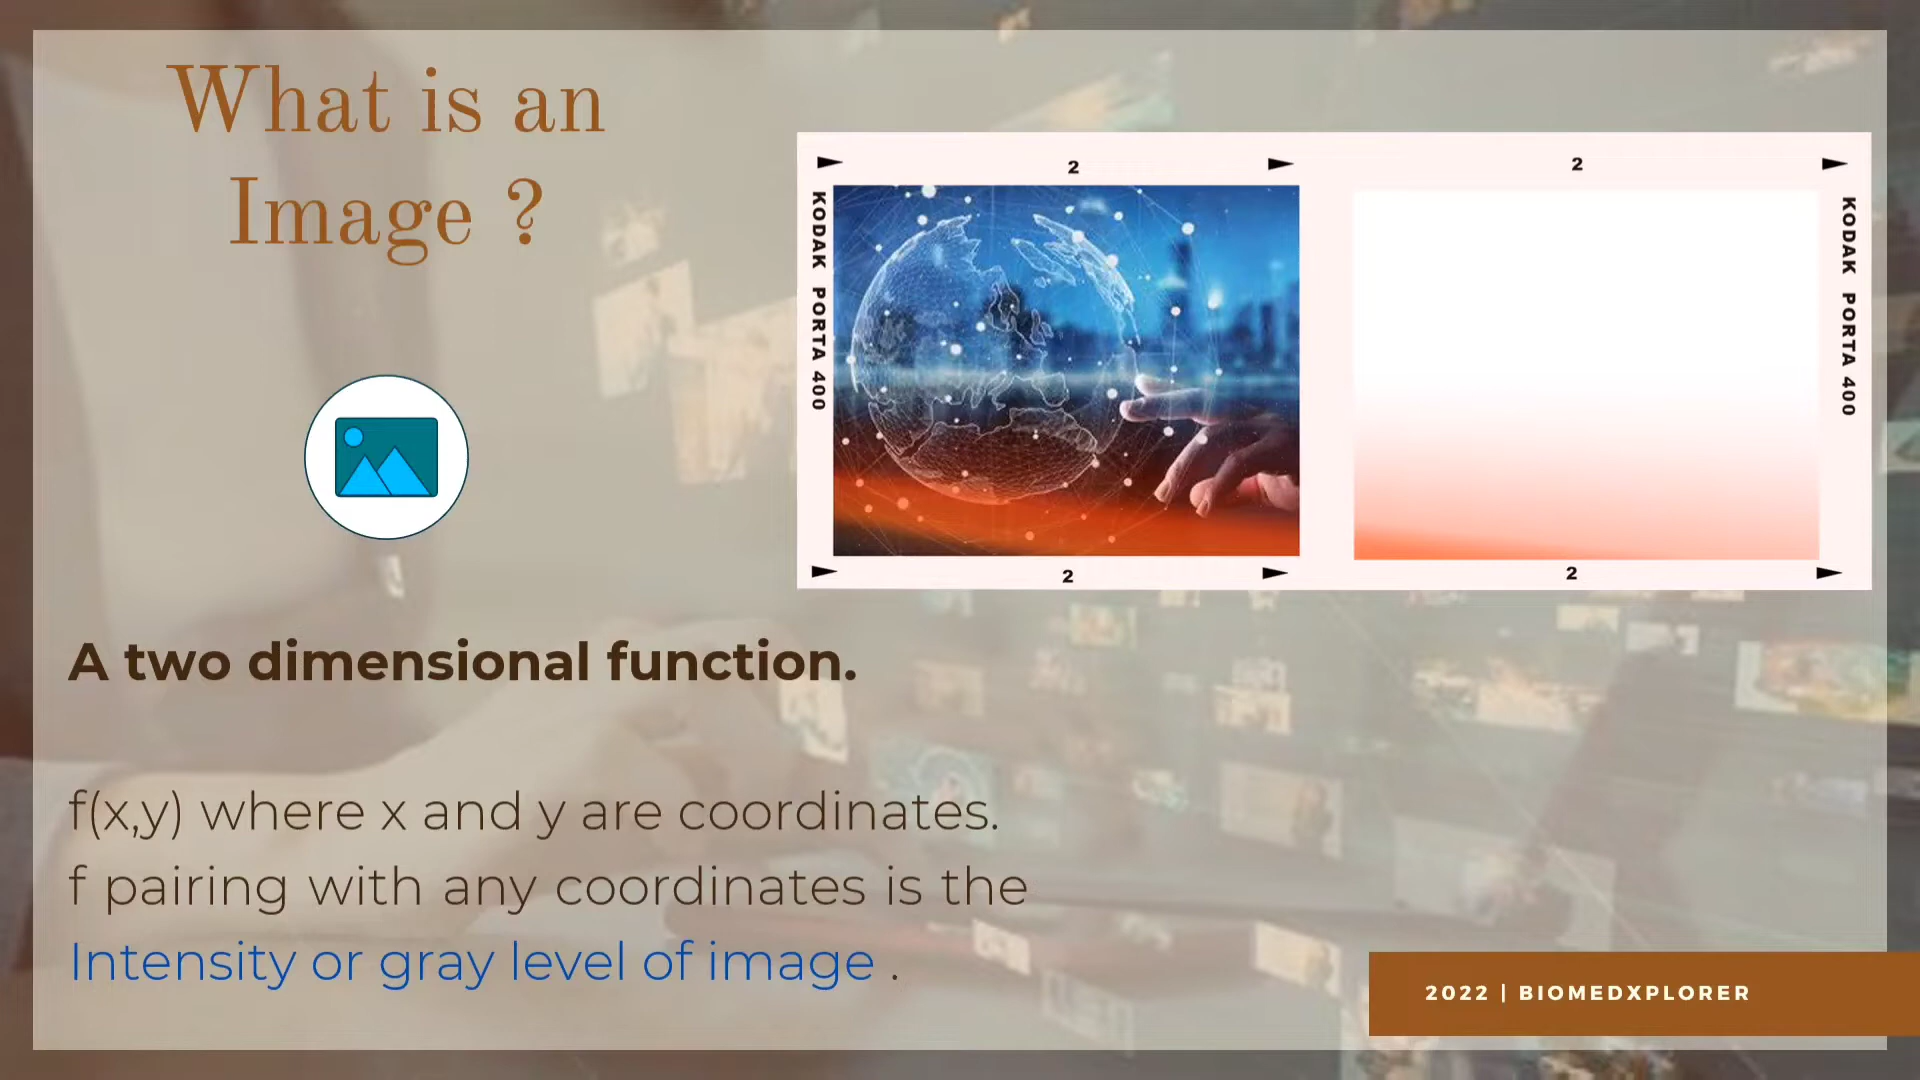 What is an
Image ?
2
2
KODAK PORTA 400
KODAK PORTA 400
2
2
A two dimensional function.
f(x,y) where x and y are coordinates.
f pairing with any coordinates is the
Intensity or gray level of image .
2022 | BIOMEDXPLORER